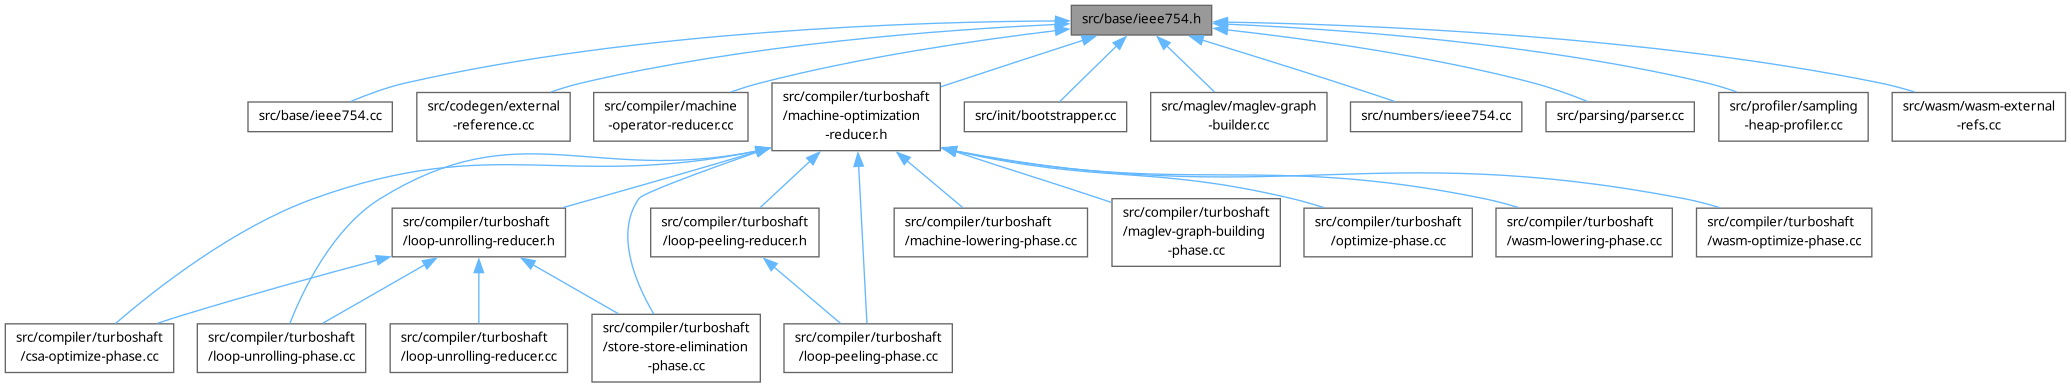 src/base/ieee754.h
src/base/ieee754.cc
src/codegen/external
-reference.cc
src/compiler/machine
-operator-reducer.cc
src/compiler/turboshaft
/machine-optimization
-reducer.h
src/init/bootstrapper.cc
src/maglev/maglev-graph
-builder.cc
src/numbers/ieee754.cc
src/parsing/parser.cc
src/profiler/sampling
-heap-profiler.cc
src/wasm/wasm-external
-refs.cc
src/compiler/turboshaft
/loop-unrolling-reducer.h
src/compiler/turboshaft
/loop-peeling-reducer.h
src/compiler/turboshaft
/machine-lowering-phase.cc
src/compiler/turboshaft
/maglev-graph-building
-phase.cc
src/compiler/turboshaft
/optimize-phase.cc
src/compiler/turboshaft
/wasm-lowering-phase.cc
src/compiler/turboshaft
/wasm-optimize-phase.cc
src/compiler/turboshaft
/csa-optimize-phase.cc
src/compiler/turboshaft
/loop-unrolling-phase.cc
src/compiler/turboshaft
/loop-unrolling-reducer.cc
src/compiler/turboshaft
/store-store-elimination
-phase.cc
src/compiler/turboshaft
/loop-peeling-phase.cc